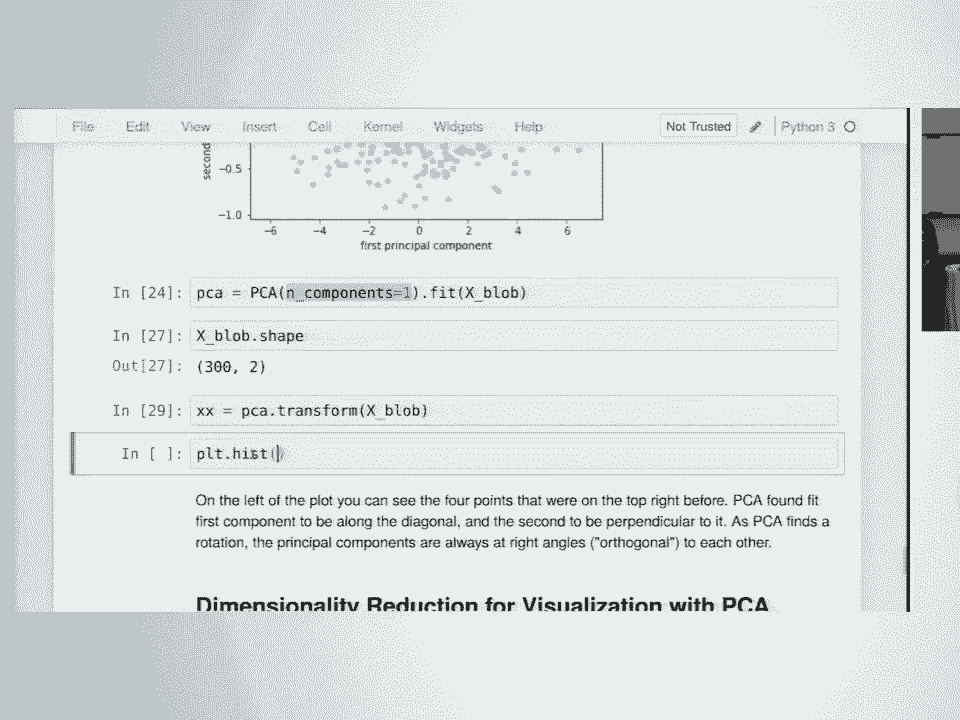 File Edit View Insert Cell Kernel Widgets Help Not Trusted Python 3
second
−0.5
−1.0
−6 −4 −2 0 2 4 6
first principal component
In [24]: pca = PCA(n_components=1).fit(X_blob)
In [27]: X_blob.shape
Out[27]: (300, 2)
In [29]: xx = pca.transform(X_blob)
In [ ]: plt.hist()
On the left of the plot you can see the four points that were on the top right before. PCA found fit
first component to be along the diagonal, and the second to be perpendicular to it. As PCA finds a
rotation, the principal components are always at right angles ("orthogonal") to each other.
Dimensionality Reduction for Visualization with PCA